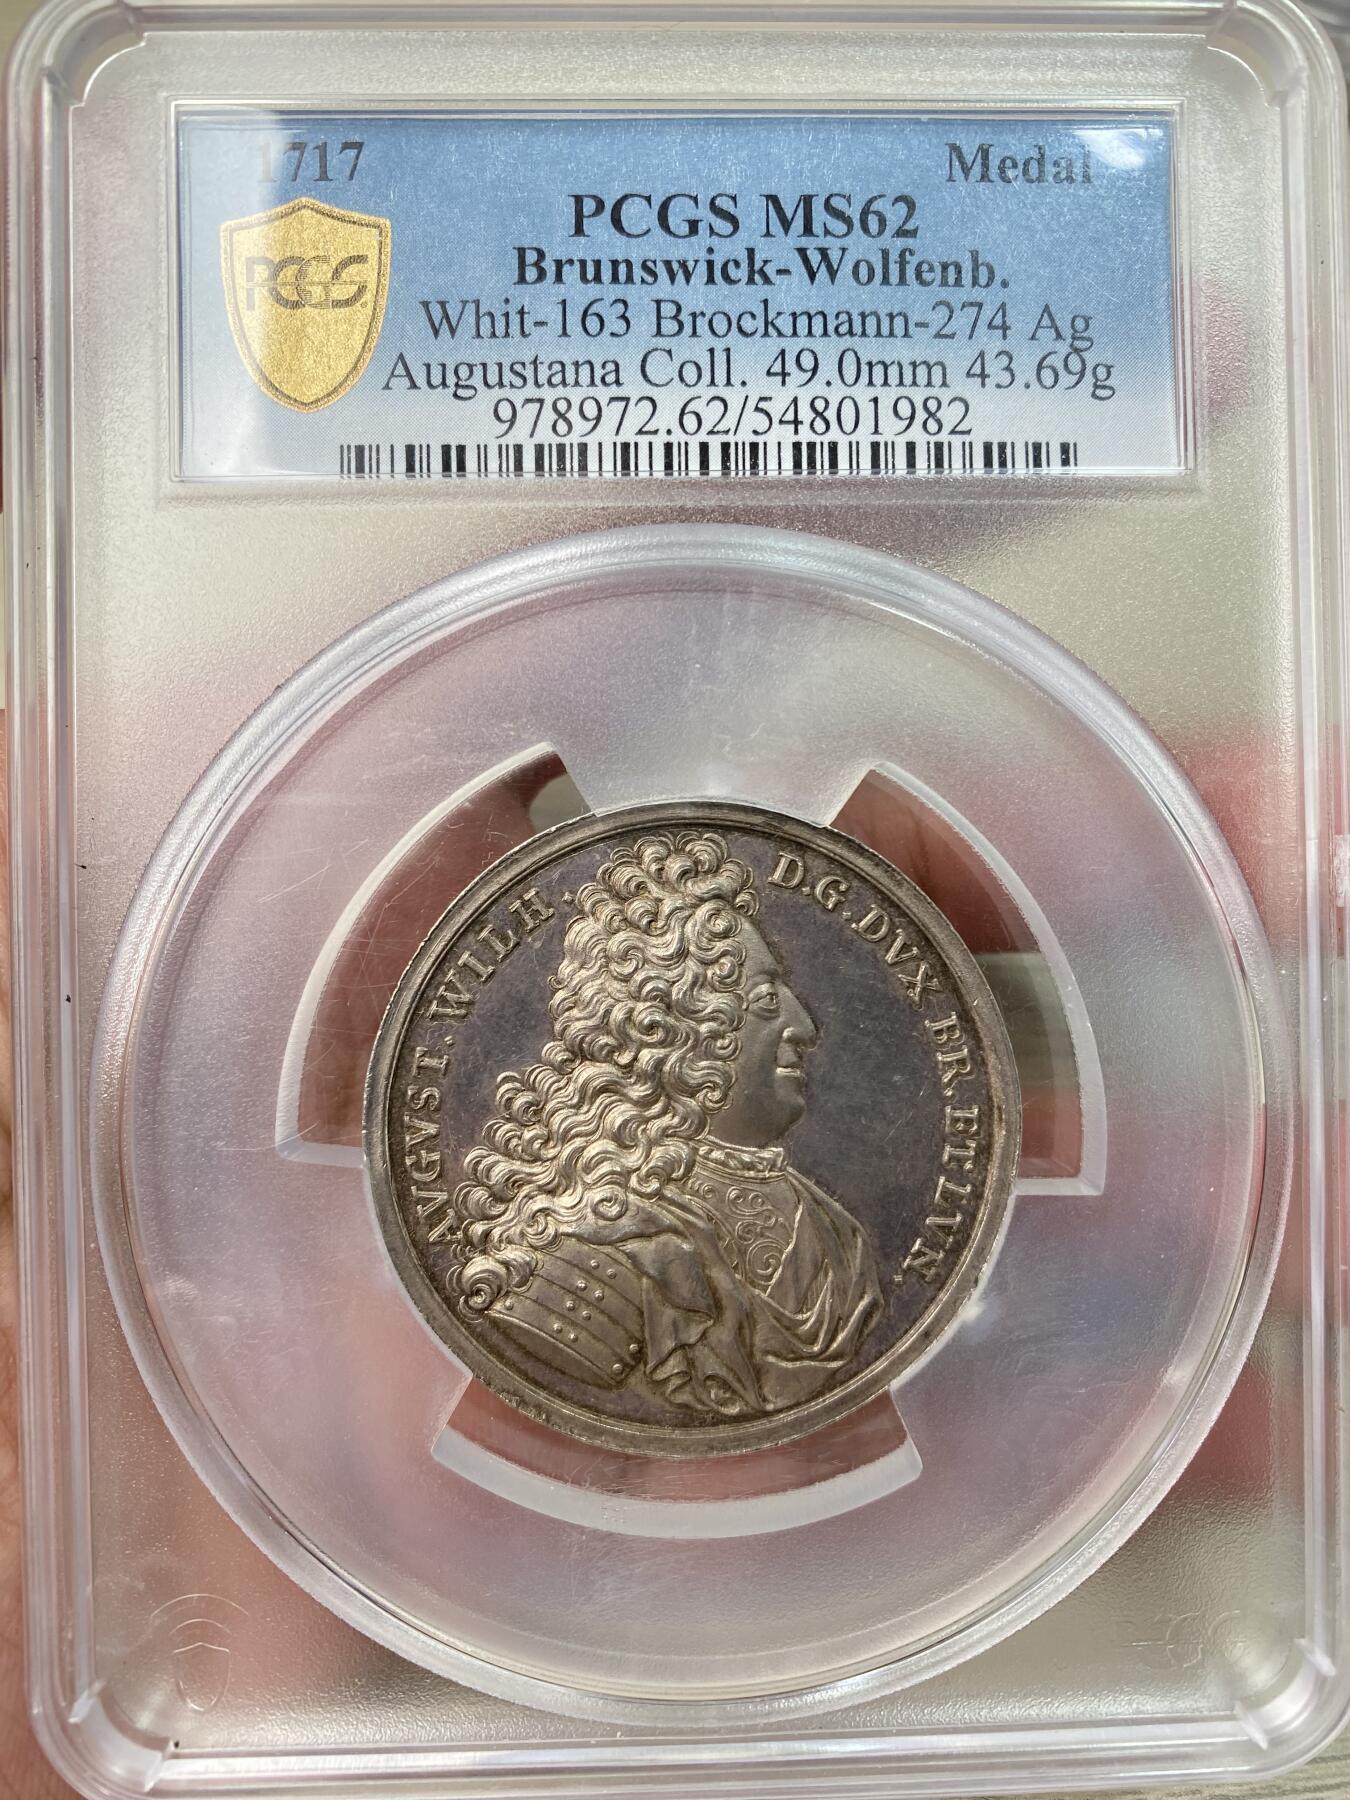 1717 Medal
PCGS MS62
Brunswick-Wolfenb.
PCGS
Whit-163 Brockmann-274 Ag
Augustana Coll. 49.0mm 43.69g
978972.62/54801982
AVGVST. WILH. D.G. DVX BR. ET LVN.